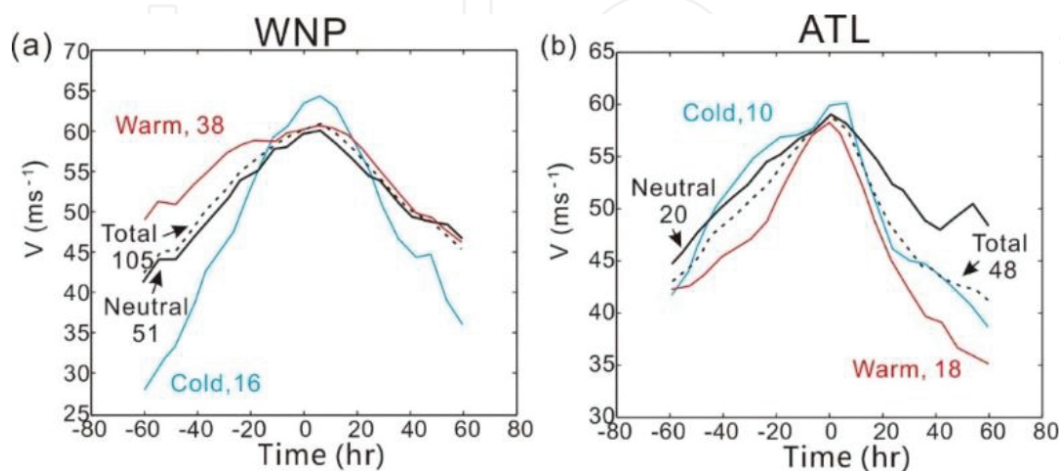 (a) WNP
70
65
60
55
50
45
40
35
30
25
V (ms⁻¹)
Warm, 38
Total
105
Neutral
51
Cold,16
-80 -60 -40 -20 0 20 40 60 80
Time (hr)
(b) ATL
65
60
55
50
45
40
35
30
V (ms⁻¹)
Cold,10
Neutral
20
Total
48
Warm, 18
-80 -60 -40 -20 0 20 40 60 80
Time (hr)